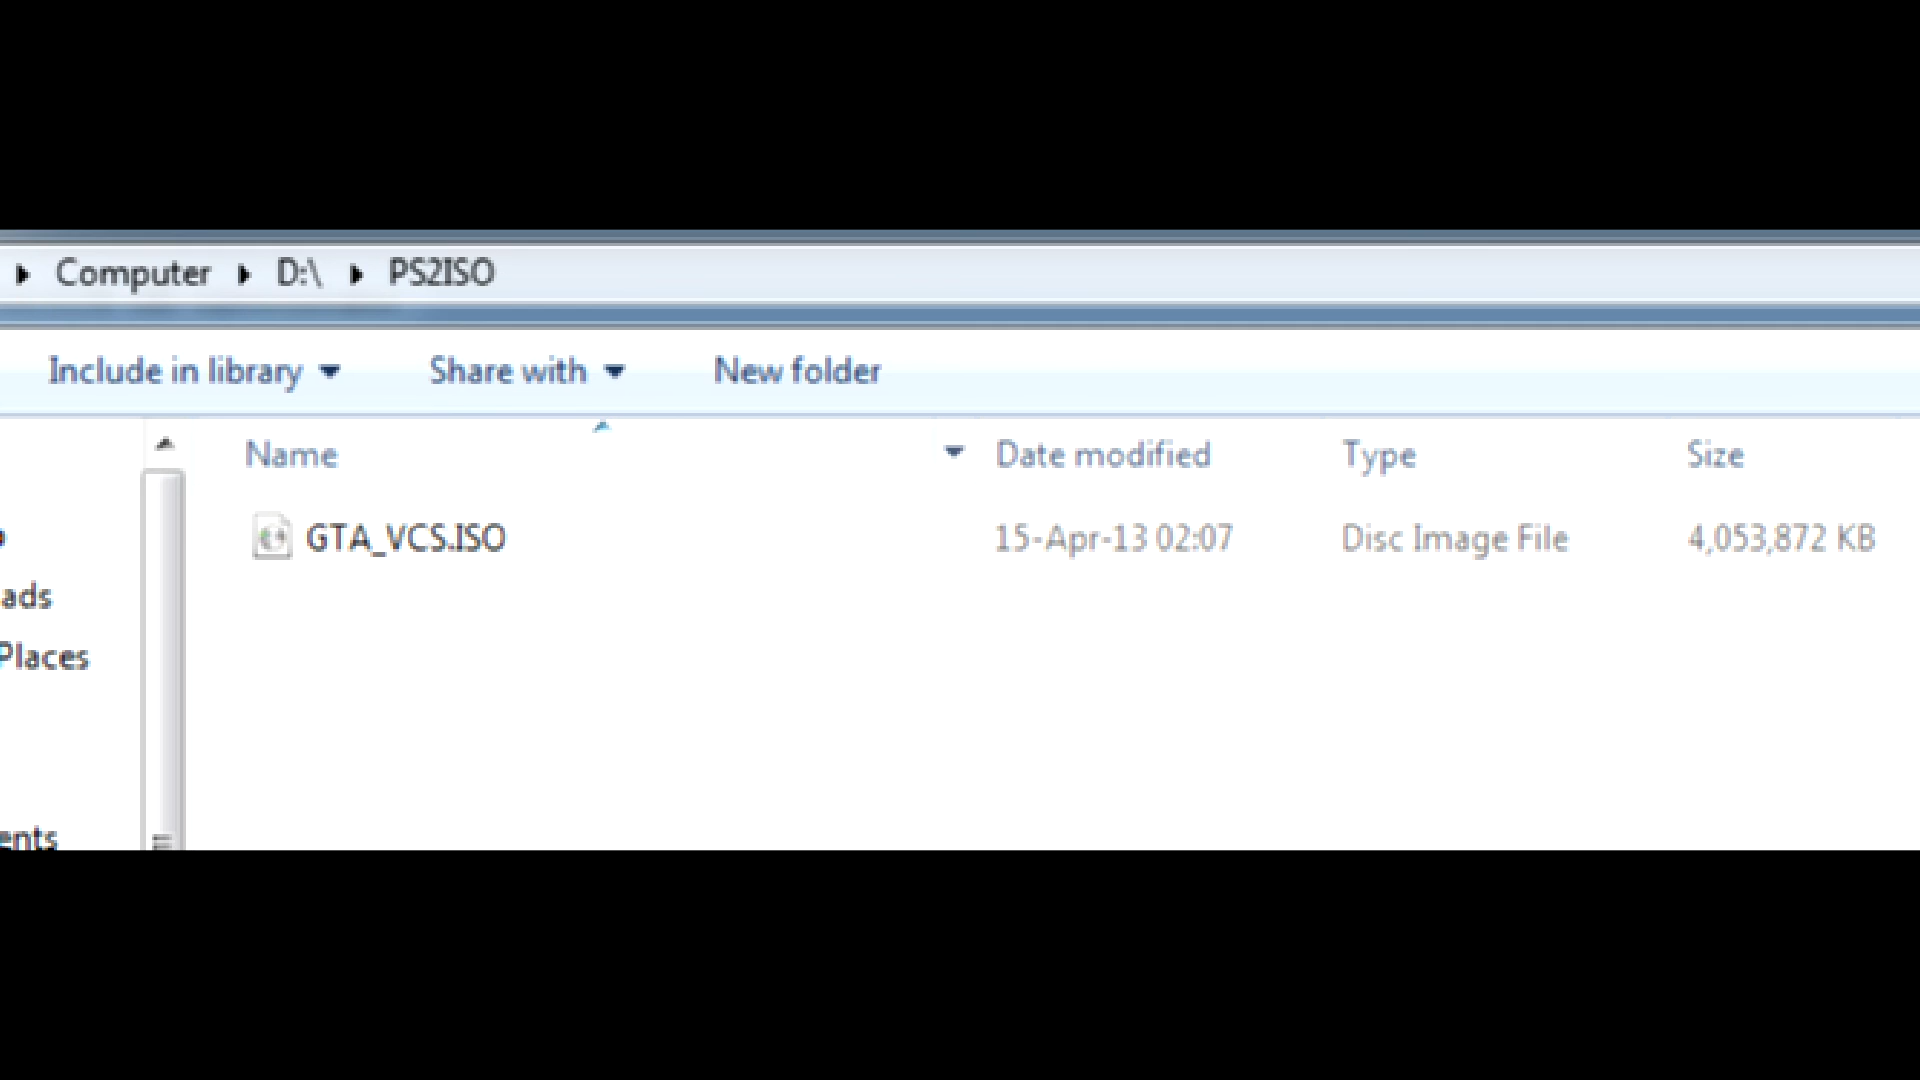 Computer D:\ PS2ISO
Include in library Share with New folder
Name Date modified Type Size
GTA_VCS.ISO 15-Apr-13 02:07 Disc Image File 4,053,872 KB
ads
Places
ents